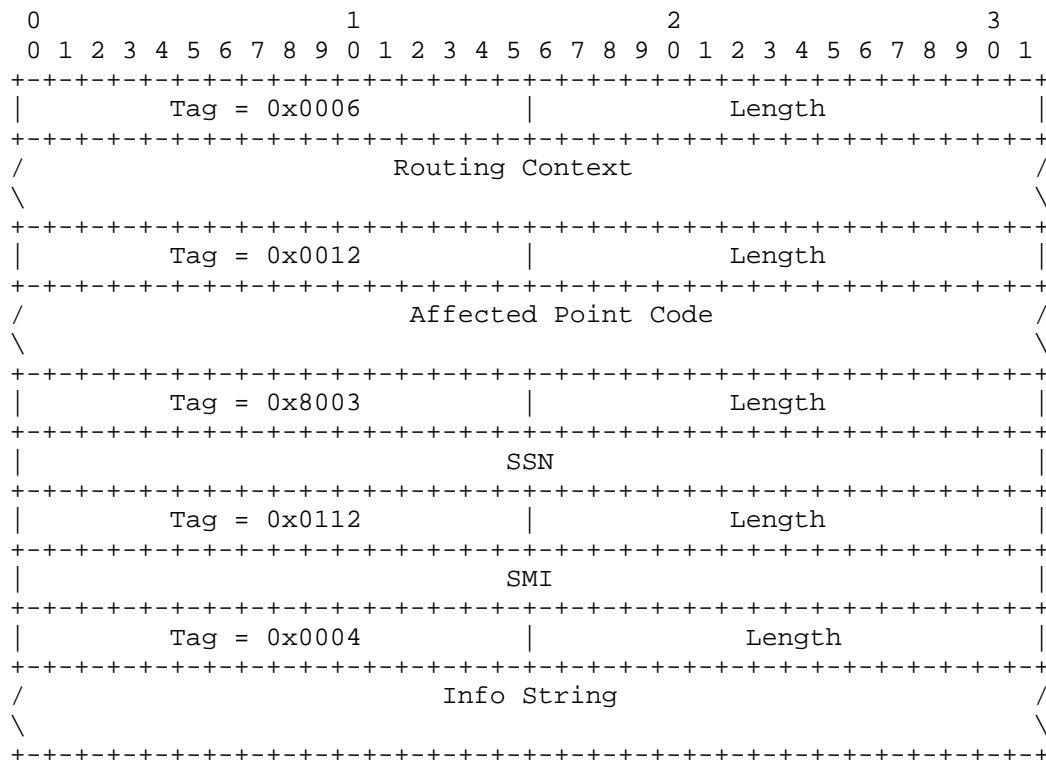 0                   1                   2                   3
 0 1 2 3 4 5 6 7 8 9 0 1 2 3 4 5 6 7 8 9 0 1 2 3 4 5 6 7 8 9 0 1
+-+-+-+-+-+-+-+-+-+-+-+-+-+-+-+-+-+-+-+-+-+-+-+-+-+-+-+-+-+-+-+-+
|         Tag = 0x0006          |            Length             |
+-+-+-+-+-+-+-+-+-+-+-+-+-+-+-+-+-+-+-+-+-+-+-+-+-+-+-+-+-+-+-+-+
/                       Routing Context                         /
\                                                               \
+-+-+-+-+-+-+-+-+-+-+-+-+-+-+-+-+-+-+-+-+-+-+-+-+-+-+-+-+-+-+-+-+
|         Tag = 0x0012          |            Length             |
+-+-+-+-+-+-+-+-+-+-+-+-+-+-+-+-+-+-+-+-+-+-+-+-+-+-+-+-+-+-+-+-+
/                        Affected Point Code                    /
\                                                               \
+-+-+-+-+-+-+-+-+-+-+-+-+-+-+-+-+-+-+-+-+-+-+-+-+-+-+-+-+-+-+-+-+
|         Tag = 0x8003          |            Length             |
+-+-+-+-+-+-+-+-+-+-+-+-+-+-+-+-+-+-+-+-+-+-+-+-+-+-+-+-+-+-+-+-+
|                              SSN                              |
+-+-+-+-+-+-+-+-+-+-+-+-+-+-+-+-+-+-+-+-+-+-+-+-+-+-+-+-+-+-+-+-+
|         Tag = 0x0112          |            Length             |
+-+-+-+-+-+-+-+-+-+-+-+-+-+-+-+-+-+-+-+-+-+-+-+-+-+-+-+-+-+-+-+-+
|                              SMI                              |
+-+-+-+-+-+-+-+-+-+-+-+-+-+-+-+-+-+-+-+-+-+-+-+-+-+-+-+-+-+-+-+-+
|         Tag = 0x0004          |             Length            |
+-+-+-+-+-+-+-+-+-+-+-+-+-+-+-+-+-+-+-+-+-+-+-+-+-+-+-+-+-+-+-+-+
/                          Info String                          /
\                                                               \
+-+-+-+-+-+-+-+-+-+-+-+-+-+-+-+-+-+-+-+-+-+-+-+-+-+-+-+-+-+-+-+-+